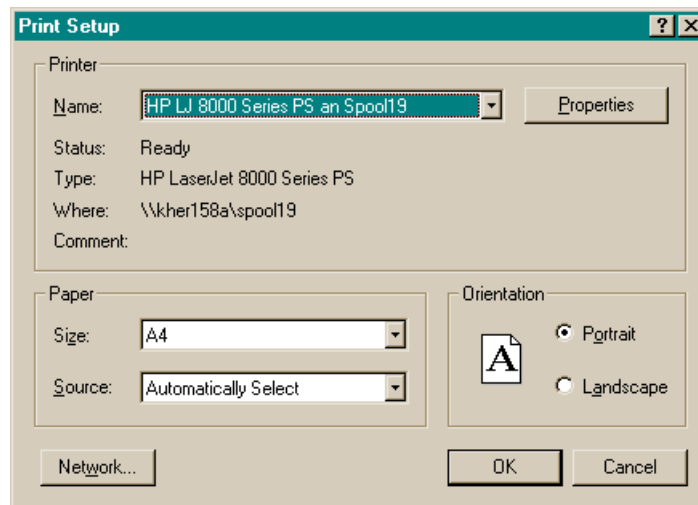 Print Setup
Printer
Name: HP LJ 8000 Series PS an Spool19 Properties
Status: Ready
Type: HP LaserJet 8000 Series PS
Where: \\kher158a\spool19
Comment:
Paper
Size: A4
Source: Automatically Select
Orientation
A
Portrait
Landscape
Network... OK Cancel